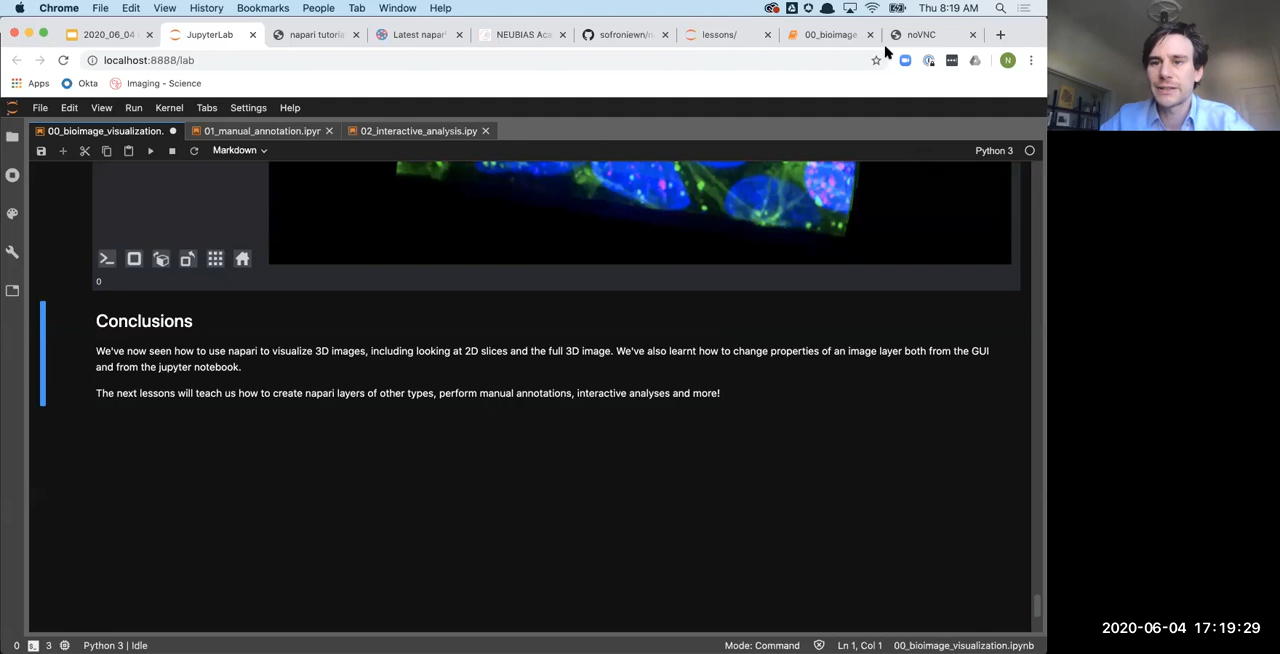 Chrome File Edit View History Bookmarks People Tab Window Help Thu 8:19 AM
2020_06_04 JupyterLab napari tutoria Latest napari NEUBIAS Aca sofroniewn/n lessons/ 00_bioimage noVNC
localhost:8888/lab N
Apps Okta Imaging - Science
File Edit View Run Kernel Tabs Settings Help
00_bioimage_visualization. 01_manual_annotation.ipyr 02_interactive_analysis.ipy
Markdown Python 3
0
Conclusions
We've now seen how to use napari to visualize 3D images, including looking at 2D slices and the full 3D image. We've also learnt how to change properties of an image layer both from the GUI
and from the jupyter notebook.
The next lessons will teach us how to create napari layers of other types, perform manual annotations, interactive analyses and more!
2020-06-04 17:19:29
0 3 Python 3 | Idle Mode: Command Ln 1, Col 1 00_bioimage_visualization.ipynb